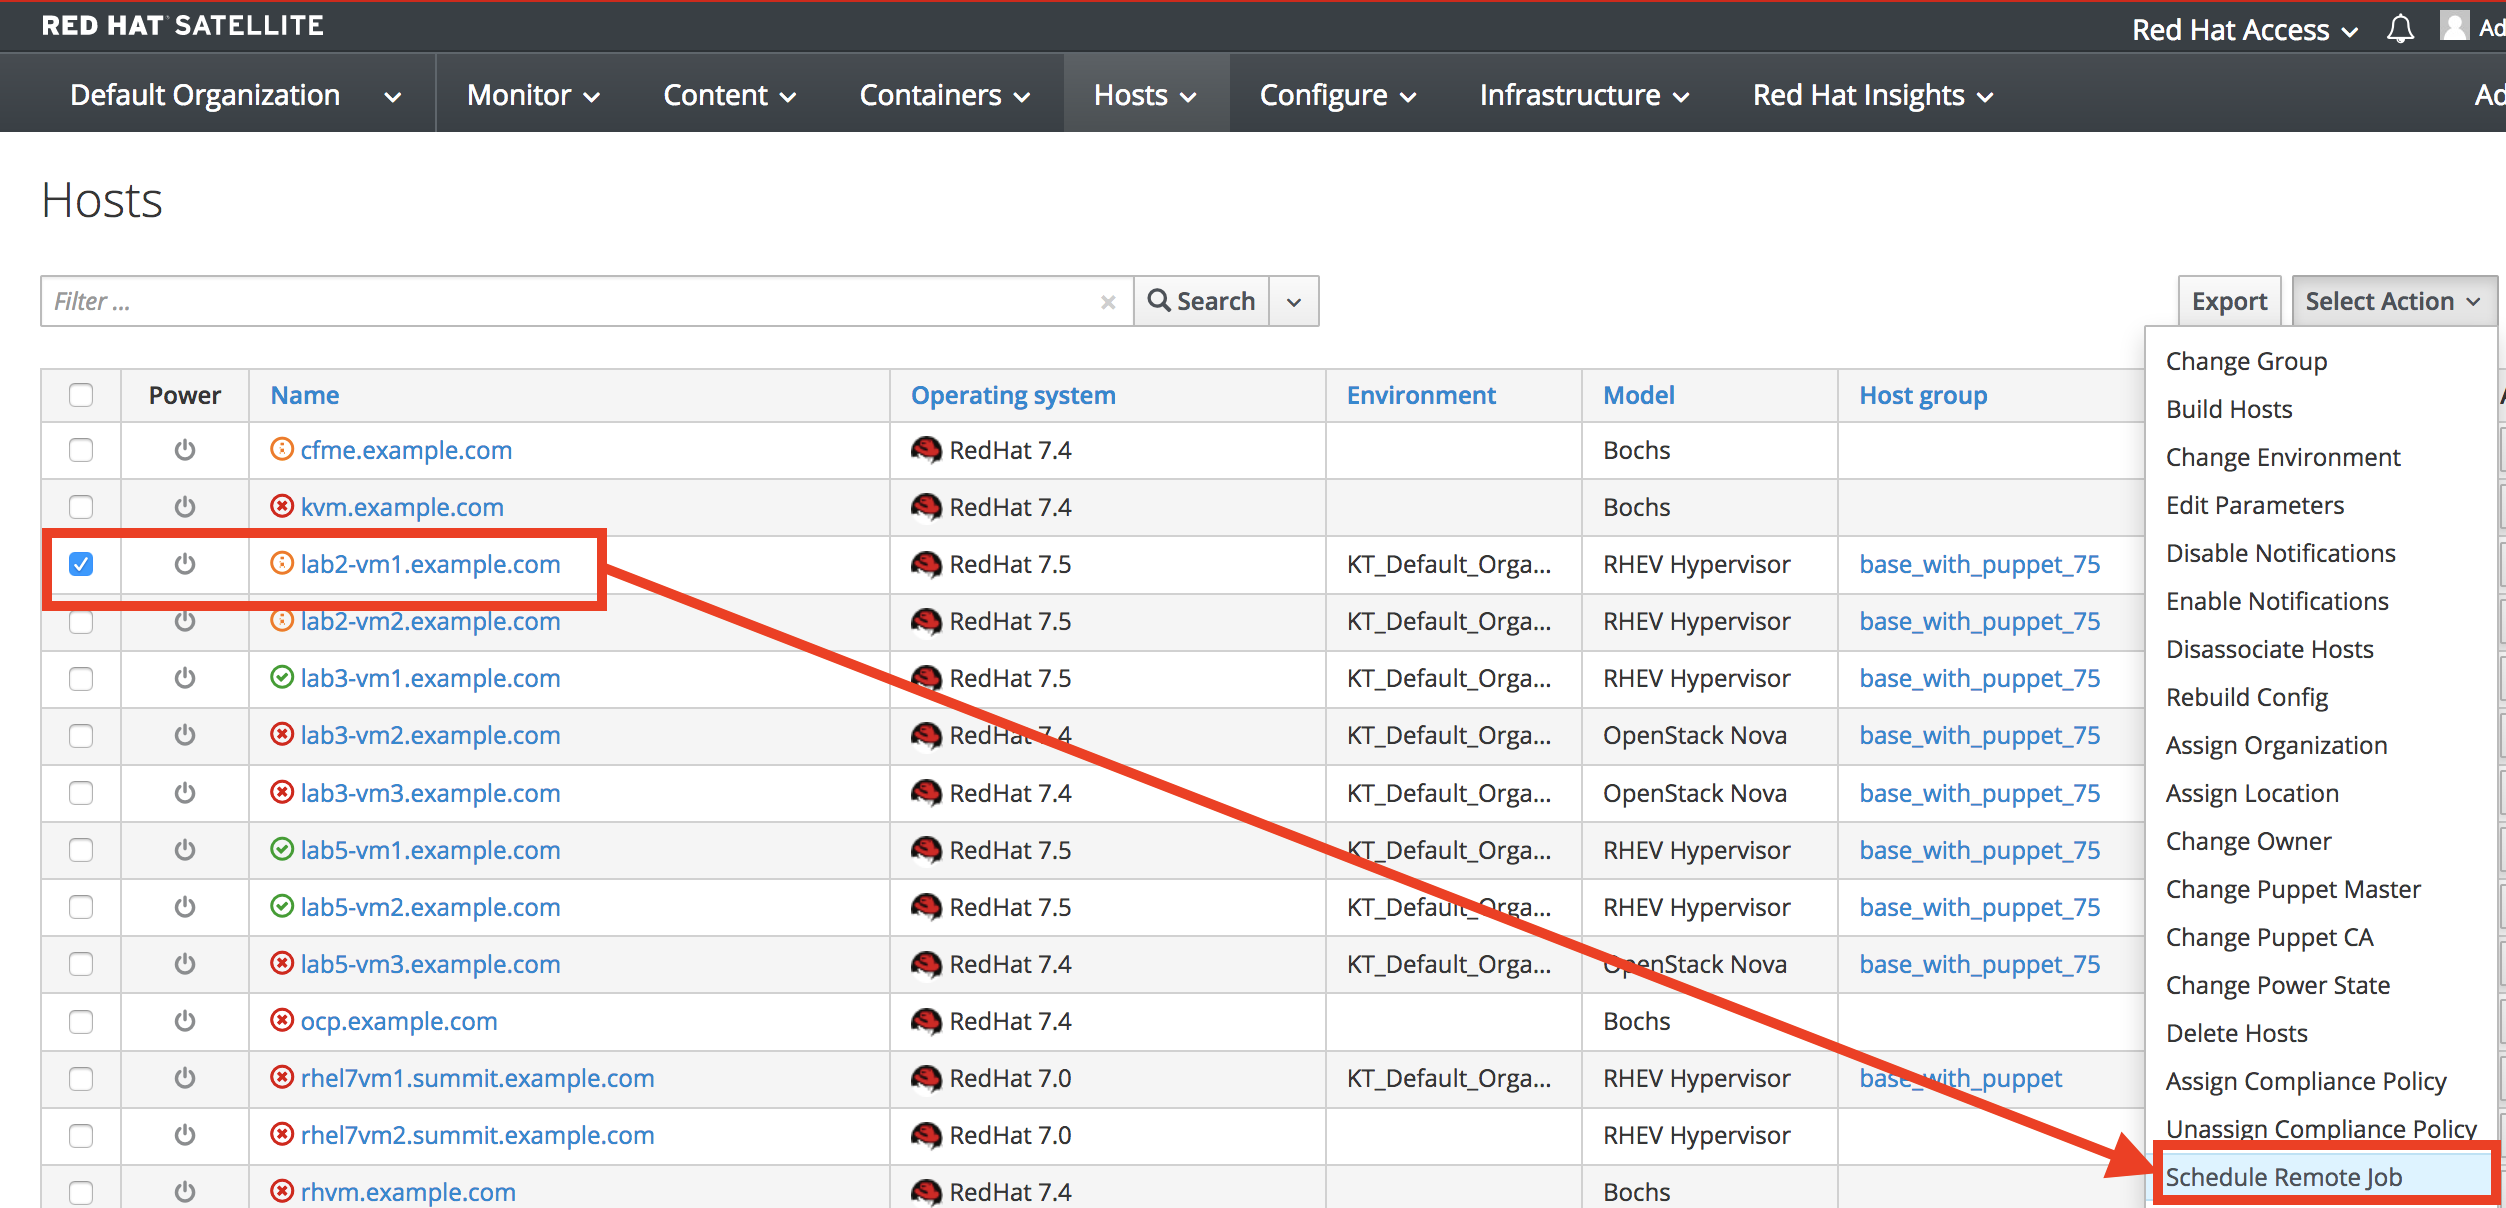 RED HAT SATELLITE
Red Hat Access
Ad
Default Organization
Monitor
Content
Containers
Hosts
Configure
Infrastructure
Red Hat Insights
Ad
Hosts
Filter ...
Search
Export
Select Action
Power
Name
Operating system
Environment
Model
Host group
cfme.example.com RedHat 7.4 Bochs
kvm.example.com RedHat 7.4 Bochs
lab2-vm1.example.com RedHat 7.5 KT_Default_Orga... RHEV Hypervisor base_with_puppet_75
lab2-vm2.example.com RedHat 7.5 KT_Default_Orga... RHEV Hypervisor base_with_puppet_75
lab3-vm1.example.com RedHat 7.5 KT_Default_Orga... RHEV Hypervisor base_with_puppet_75
lab3-vm2.example.com RedHat 7.4 KT_Default_Orga... OpenStack Nova base_with_puppet_75
lab3-vm3.example.com RedHat 7.4 KT_Default_Orga... OpenStack Nova base_with_puppet_75
lab5-vm1.example.com RedHat 7.5 KT_Default_Orga... RHEV Hypervisor base_with_puppet_75
lab5-vm2.example.com RedHat 7.5 KT_Default_Orga... RHEV Hypervisor base_with_puppet_75
lab5-vm3.example.com RedHat 7.4 KT_Default_Orga... OpenStack Nova base_with_puppet_75
ocp.example.com RedHat 7.4 Bochs
rhel7vm1.summit.example.com RedHat 7.0 KT_Default_Orga... RHEV Hypervisor base_with_puppet
rhel7vm2.summit.example.com RedHat 7.0 RHEV Hypervisor
rhvm.example.com RedHat 7.4 Bochs
Change Group
Build Hosts
Change Environment
Edit Parameters
Disable Notifications
Enable Notifications
Disassociate Hosts
Rebuild Config
Assign Organization
Assign Location
Change Owner
Change Puppet Master
Change Puppet CA
Change Power State
Delete Hosts
Assign Compliance Policy
Unassign Compliance Policy
Schedule Remote Job